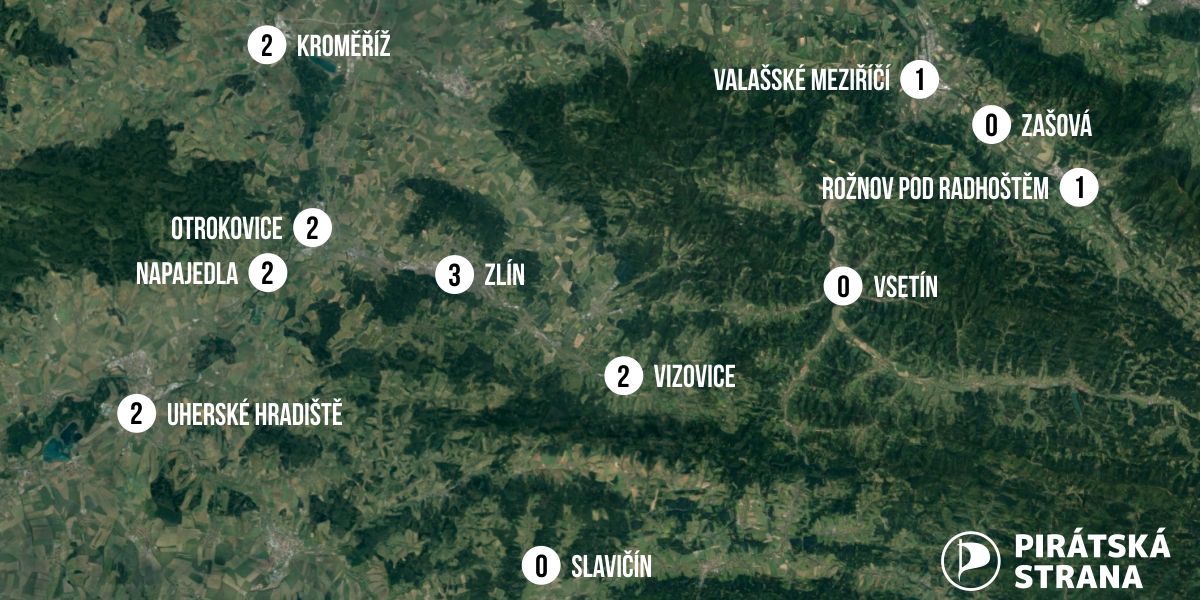 2 KROMĚŘÍŽ
VALAŠSKÉ MEZIŘÍČÍ 1
0 ZAŠOVÁ
ROŽNOV POD RADHOŠTĚM 1
OTROKOVICE 2
NAPAJEDLA 2
3 ZLÍN
0 VSETÍN
2 VIZOVICE
2 UHERSKÉ HRADIŠTĚ
0 SLAVIČÍN
PIRÁTSKÁ
STRANA